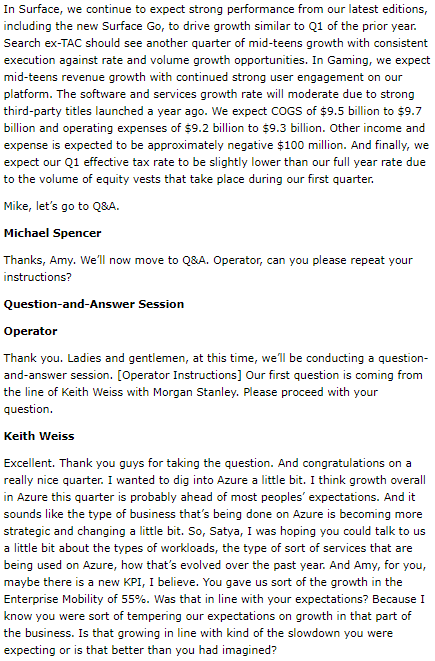 In Surface, we continue to expect strong performance from our latest editions,
including the new Surface Go, to drive growth similar to Q1 of the prior year.
Search ex-TAC should see another quarter of mid-teens growth with consistent
execution against rate and volume growth opportunities. In Gaming, we expect
mid-teens revenue growth with continued strong user engagement on our
platform. The software and services growth rate will moderate due to strong
third-party titles launched a year ago. We expect COGS of $9.5 billion to $9.7
billion and operating expenses of $9.2 billion to $9.3 billion. Other income and
expense is expected to be approximately negative $100 million. And finally, we
expect our Q1 effective tax rate to be slightly lower than our full year rate due
to the volume of equity vests that take place during our first quarter.
Mike, let's go to Q&A.
Michael Spencer
Thanks, Amy. We'll now move to Q&A. Operator, can you please repeat your
instructions?
Question-and-Answer Session
Operator
Thank you. Ladies and gentlemen, at this time, we'll be conducting a question-
and-answer session. [Operator Instructions] Our first question is coming from
the line of Keith Weiss with Morgan Stanley. Please proceed with your
question.
Keith Weiss
Excellent. Thank you guys for taking the question. And congratulations on a
really nice quarter. I wanted to dig into Azure a little bit. I think growth overall
in Azure this quarter is probably ahead of most peoples' expectations. And it
sounds like the type of business that's being done on Azure is becoming more
strategic and changing a little bit. So, Satya, I was hoping you could talk to us
a little bit about the types of workloads, the type of sort of services that are
being used on Azure, how that's evolved over the past year. And Amy, for you,
maybe there is a new KPI, I believe. You gave us sort of the growth in the
Enterprise Mobility of 55%. Was that in line with your expectations? Because I
know you were sort of tempering our expectations on growth in that part of
the business. Is that growing in line with kind of the slowdown you were
expecting or is that better than you had imagined?